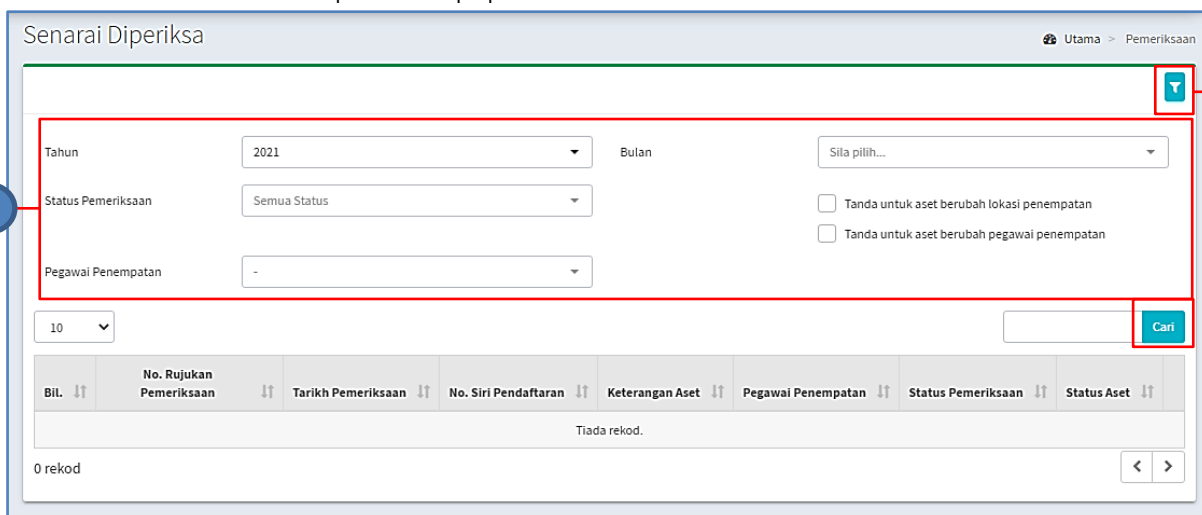 Senarai Diperiksa
Utama > Pemeriksaan
Tahun 2021 Bulan Sila pilih...
Status Pemeriksaan Semua Status Tanda untuk aset berubah lokasi penempatan
Tanda untuk aset berubah pegawai penempatan
Pegawai Penempatan -
10 Cari
Bil. No. Rujukan Pemeriksaan Tarikh Pemeriksaan No. Siri Pendaftaran Keterangan Aset Pegawai Penempatan Status Pemeriksaan Status Aset
Tiada rekod.
0 rekod < >